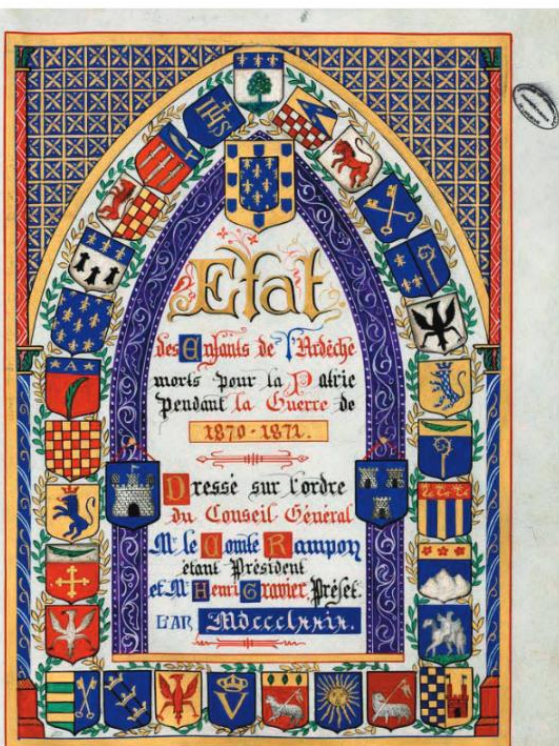 IHS
Etat
des Enfants de l'Ardèche
morts pour la Patrie
Pendant la Guerre de
1870-1871.
A
Dressé sur l'ordre
du Conseil Général
Mr le Comte Rampon
étant Président
et Mr Henri Gravier, Préfet.
L'AN Mdccclxxix.
V